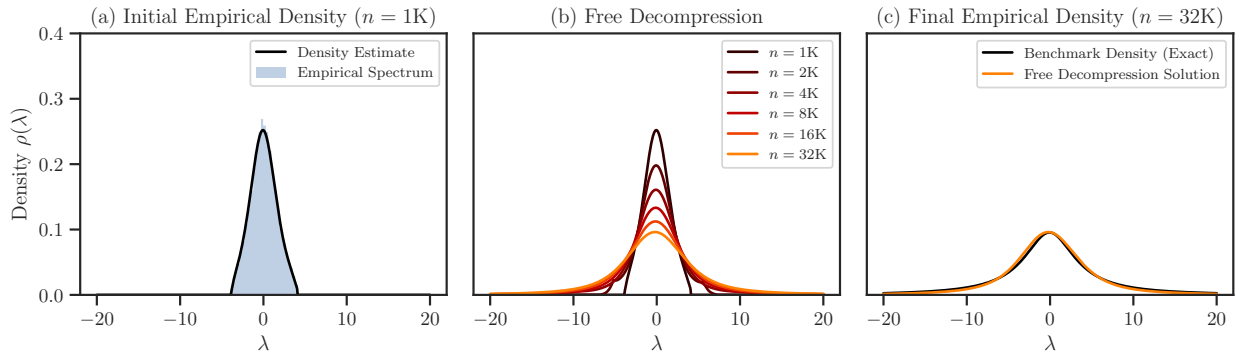 (a) Initial Empirical Density (n = 1K)
Density ρ(λ)
0.4
0.3
0.2
0.1
0.0
−20
−10
0
10
20
λ
Density Estimate
Empirical Spectrum
(b) Free Decompression
n = 1K
n = 2K
n = 4K
n = 8K
n = 16K
n = 32K
−20
−10
0
10
20
λ
(c) Final Empirical Density (n = 32K)
Benchmark Density (Exact)
Free Decompression Solution
−20
−10
0
10
20
λ